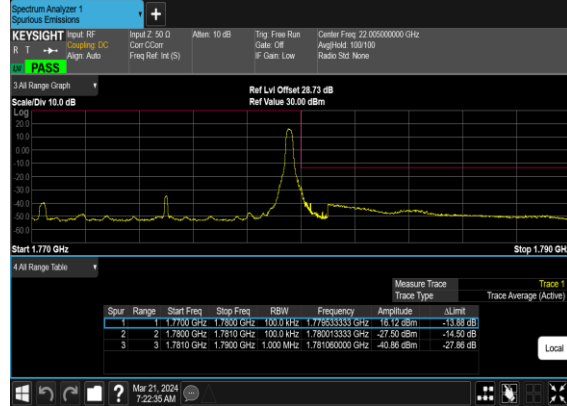 Spectrum Analyzer 1
Spurious Emissions
+
KEYSIGHT Input: RF Input Z: 50 Ω Atten: 10 dB Trig: Free Run Center Freq: 22.005000000 GHz
R T Coupling: DC Corr CCorr Gate: Off Avg|Hold: 100/100
Align: Auto Freq Ref: Int (S) IF Gain: Low Radio Std: None
PASS
3 All Range Graph
Ref Lvl Offset 28.73 dB
Scale/Div 10.0 dB Ref Value 30.00 dBm
Log
20.0
10.0
0.00
-10.0
-20.0
-30.0
-40.0
-50.0
-60.0
Start 1.770 GHz Stop 1.790 GH
4 All Range Table
Measure Trace Trace 1
Trace Type Trace Average (Active)
Spur Range Start Freq Stop Freq RBW Frequency Amplitude ΔLimit
1 1 1.7700 GHz 1.7800 GHz 100.0 kHz 1.779533333 GHz 16.12 dBm -13.88 dB
2 2 1.7800 GHz 1.7810 GHz 100.0 kHz 1.780013333 GHz -27.50 dBm -14.50 dB
3 3 1.7810 GHz 1.7900 GHz 1.000 MHz 1.781060000 GHz -40.86 dBm -27.86 dB
Local
? Mar 21, 2024
7:22:35 AM